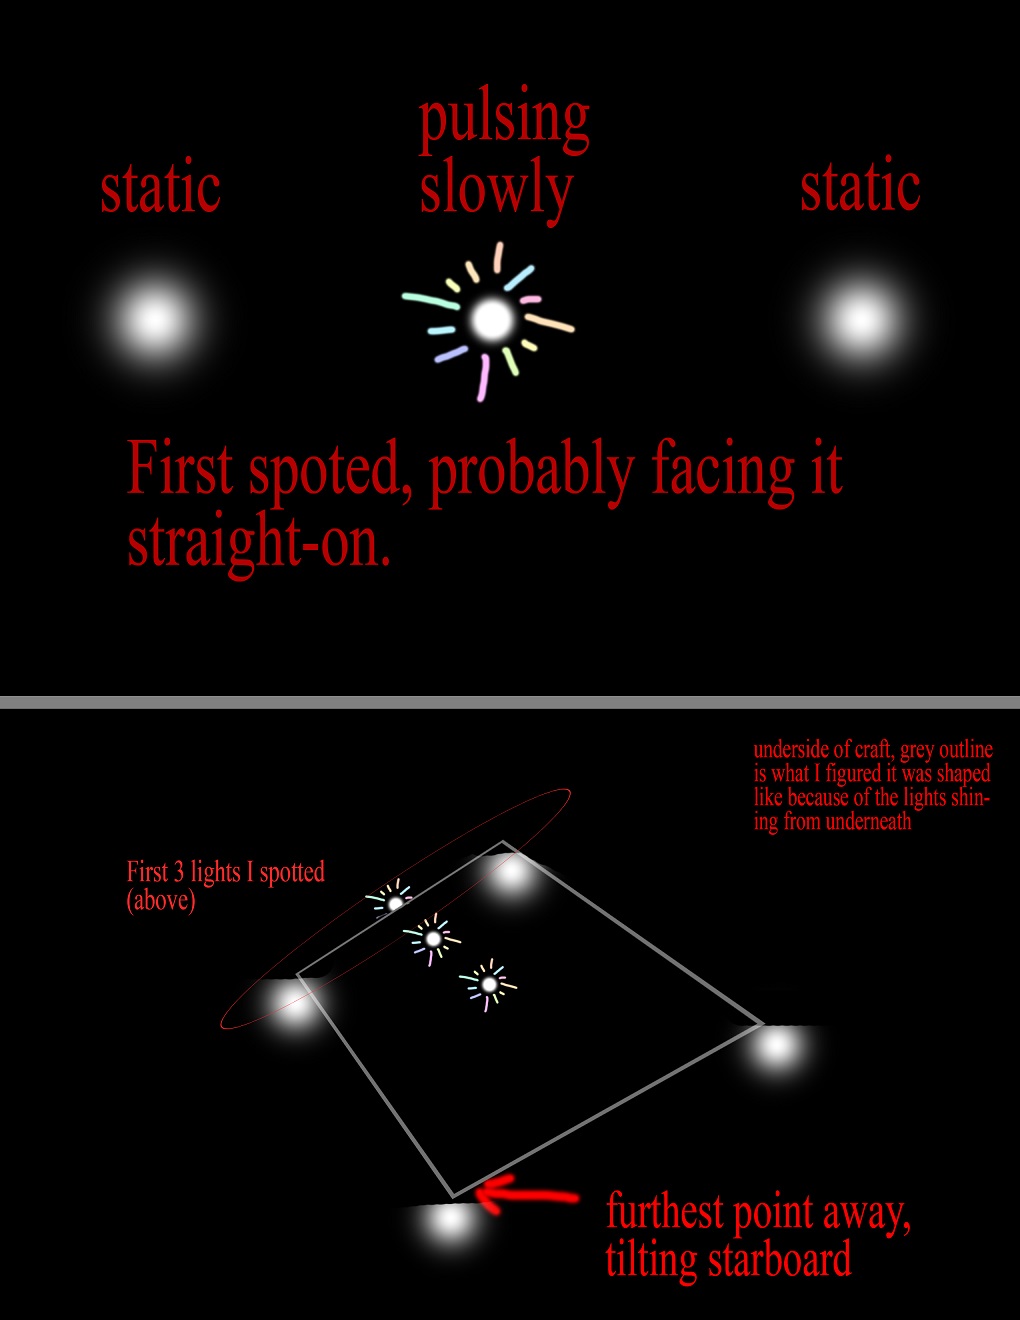 pulsing
slowly
static
static
First spoted, probably facing it
straight-on.
underside of craft, grey outline
is what I figured it was shaped
like because of the lights shin-
ing from underneath
First 3 lights I spotted
(above)
furthest point away,
tilting starboard